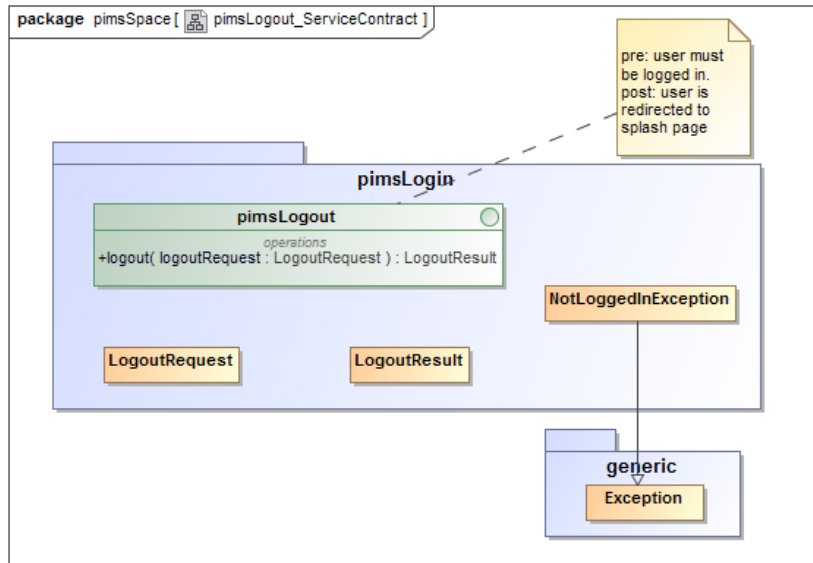 package pimsSpace [ pimsLogout_ServiceContract ]
pre: user must
be logged in.
post: user is
redirected to
splash page
pimsLogin
pimsLogout
operations
+logout( logoutRequest : LogoutRequest ) : LogoutResult
NotLoggedInException
LogoutRequest
LogoutResult
generic
Exception